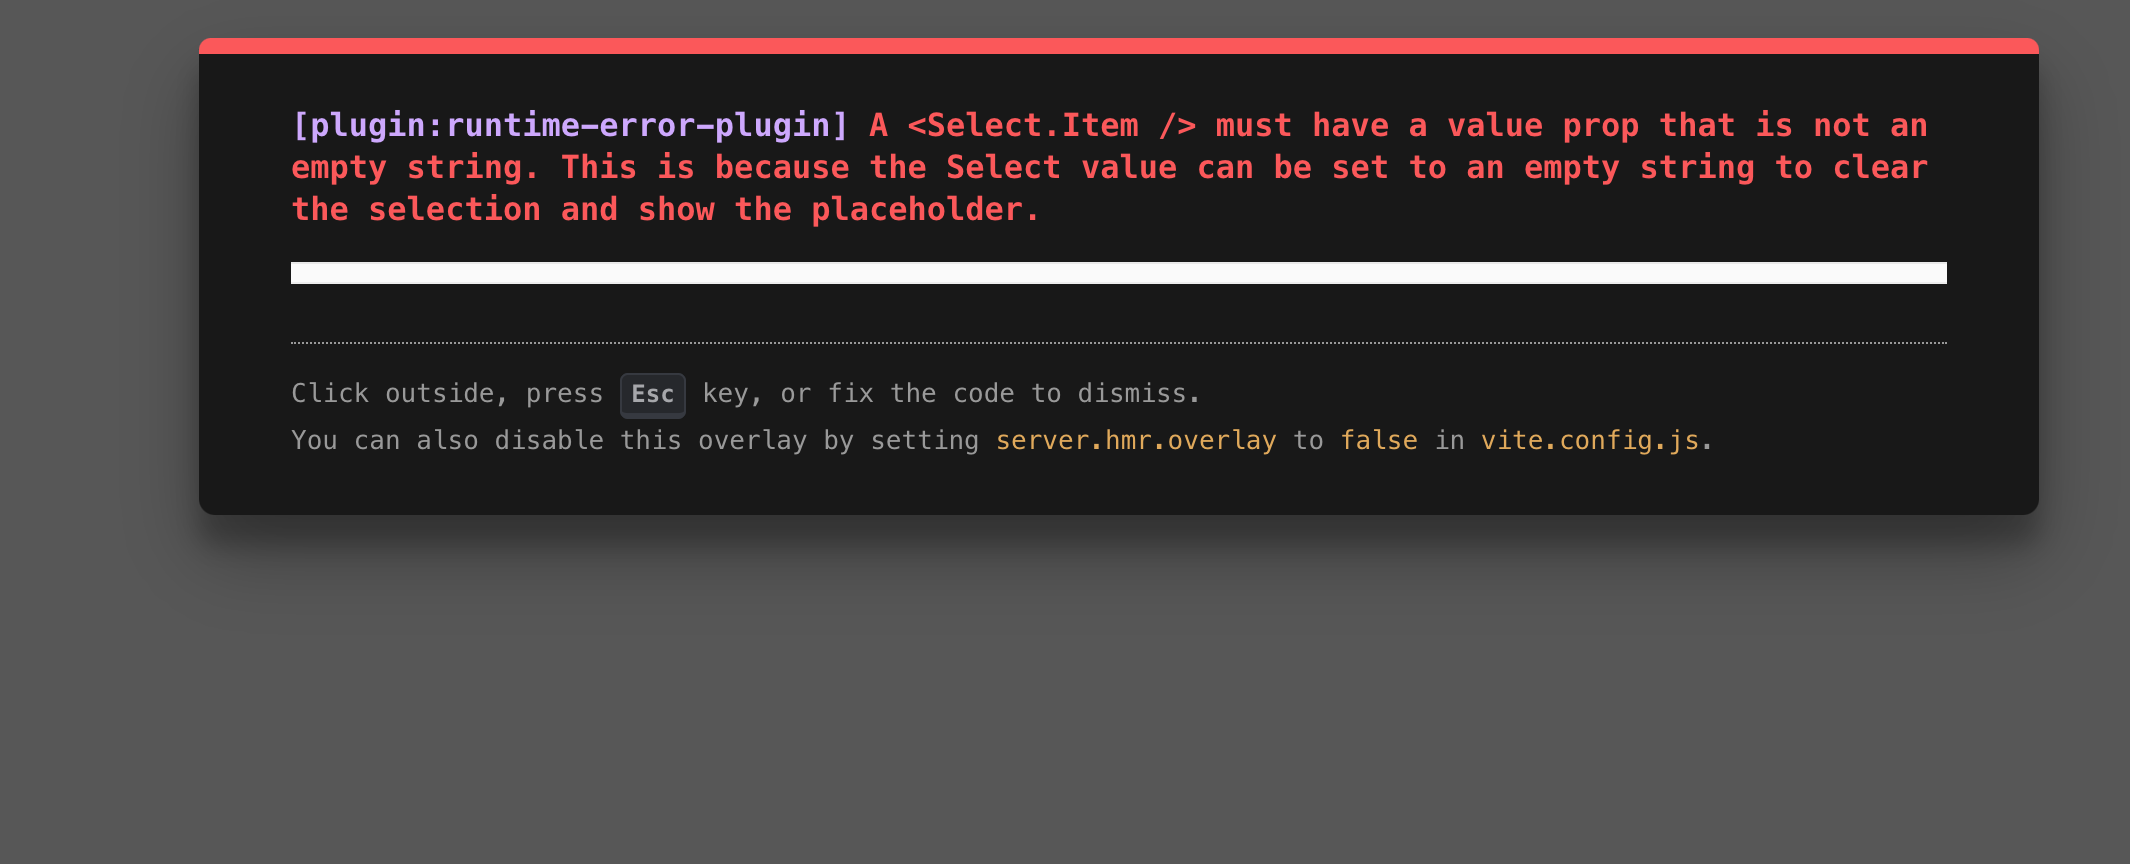 [plugin:runtime-error-plugin] A <Select.Item /> must have a value prop that is not an
empty string. This is because the Select value can be set to an empty string to clear
the selection and show the placeholder.
Click outside, press Esc key, or fix the code to dismiss.
You can also disable this overlay by setting server.hmr.overlay to false in vite.config.js.